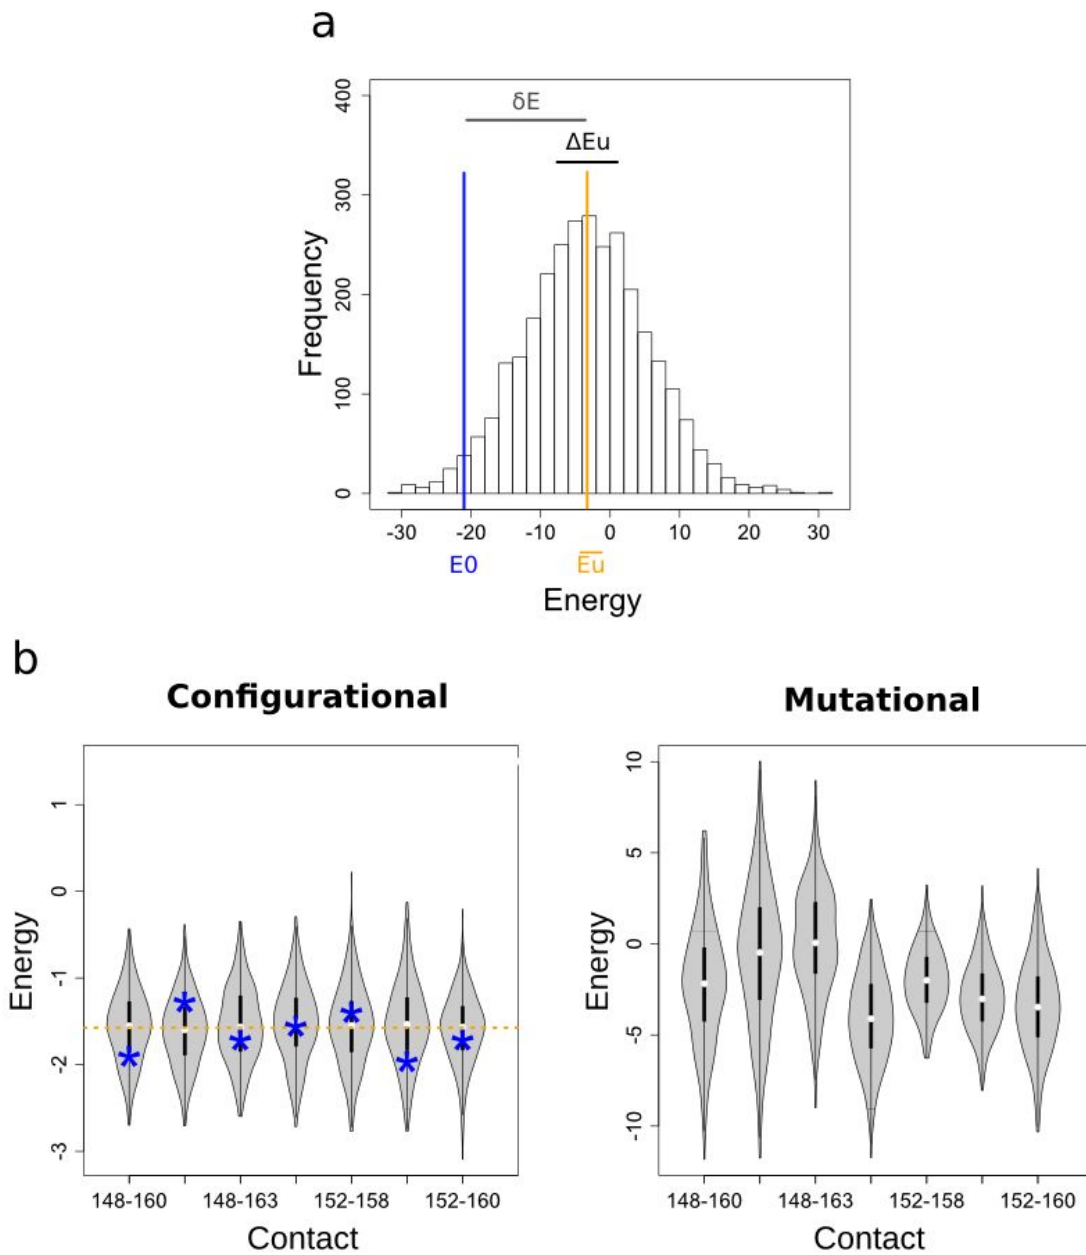 a
δE
ΔEu
Frequency
400
300
200
100
0
-30 -20 -10 0 10 20 30
E0 Eu
Energy
b
Configurational
Mutational
Energy
1
0
-1
-2
-3
148-160 148-163 152-158 152-160
Contact
Energy
10
5
0
-5
-10
148-160 148-163 152-158 152-160
Contact